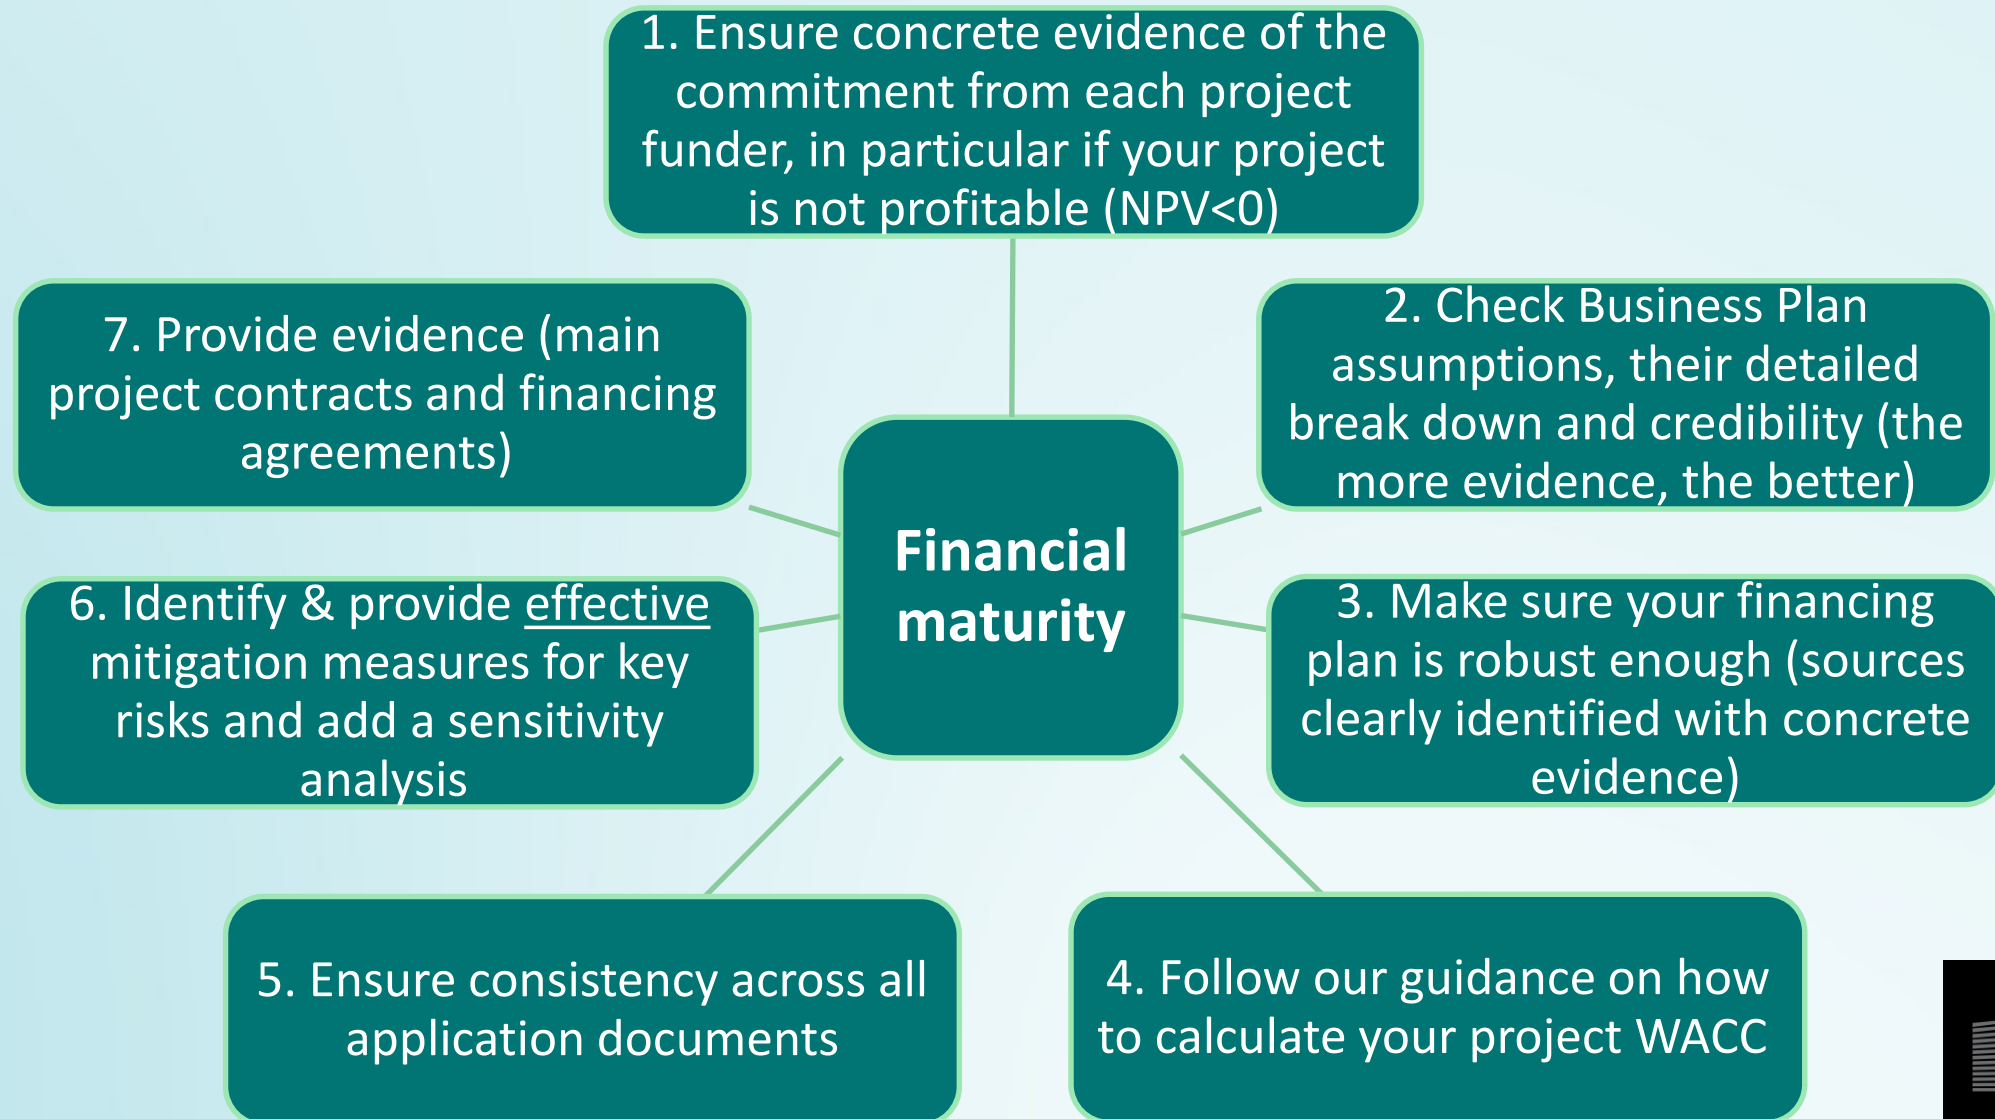 1. Ensure concrete evidence of the
commitment from each project
funder, in particular if your project
is not profitable (NPV<0)
2. Check Business Plan
assumptions, their detailed
break down and credibility (the
more evidence, the better)
3. Make sure your financing
plan is robust enough (sources
clearly identified with concrete
evidence)
4. Follow our guidance on how
to calculate your project WACC
5. Ensure consistency across all
application documents
6. Identify & provide effective
mitigation measures for key
risks and add a sensitivity
analysis
7. Provide evidence (main
project contracts and financing
agreements)
Financial
maturity